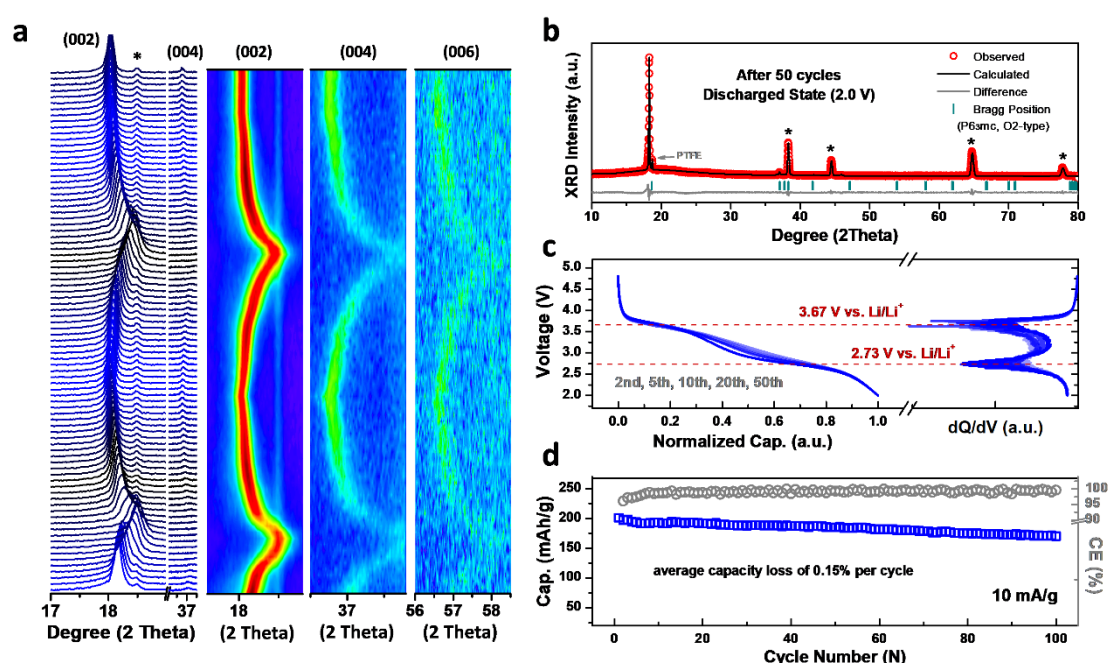 a
(002)
(004)
*
(002)
(004)
(006)
17
18
37
18
37
56
57
58
Degree (2 Theta)
(2 Theta)
(2 Theta)
(2 Theta)
b
XRD Intensity (a.u.)
After 50 cycles
Discharged State (2.0 V)
PTFE
*
*
*
*
Observed
Calculated
Difference
Bragg Position
(P6smc, O2-type)
10
20
30
40
50
60
70
80
Degree (2Theta)
c
Voltage (V)
5.0
4.5
4.0
3.5
3.0
2.5
2.0
3.67 V vs. Li/Li+
2.73 V vs. Li/Li+
2nd, 5th, 10th, 20th, 50th
0.0
0.2
0.4
0.6
0.8
1.0
Normalized Cap. (a.u.)
dQ/dV (a.u.)
d
Cap. (mAh/g)
250
200
150
100
50
average capacity loss of 0.15% per cycle
10 mA/g
100
95
90
CE (%)
0
20
40
60
80
100
Cycle Number (N)